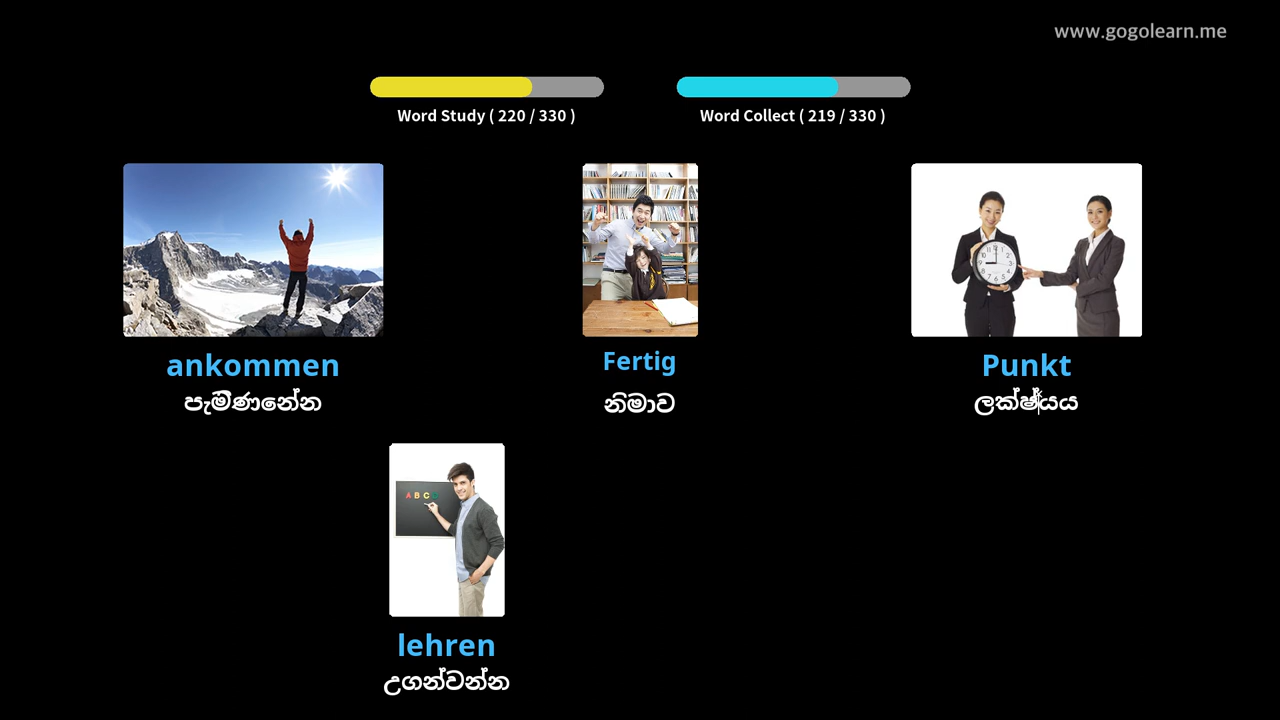 www.gogolearn.me
Word Study ( 220 / 330 )
Word Collect ( 219 / 330 )
ankommen
පැමිණෙන්න
Fertig
නිමාව
Punkt
ලක්ෂ්‍යය
lehren
උගන්වන්න
A B C D